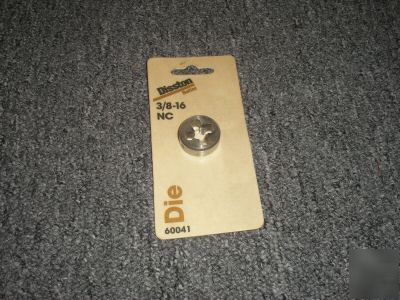 Disston
3/8-16
NC
Die
60041